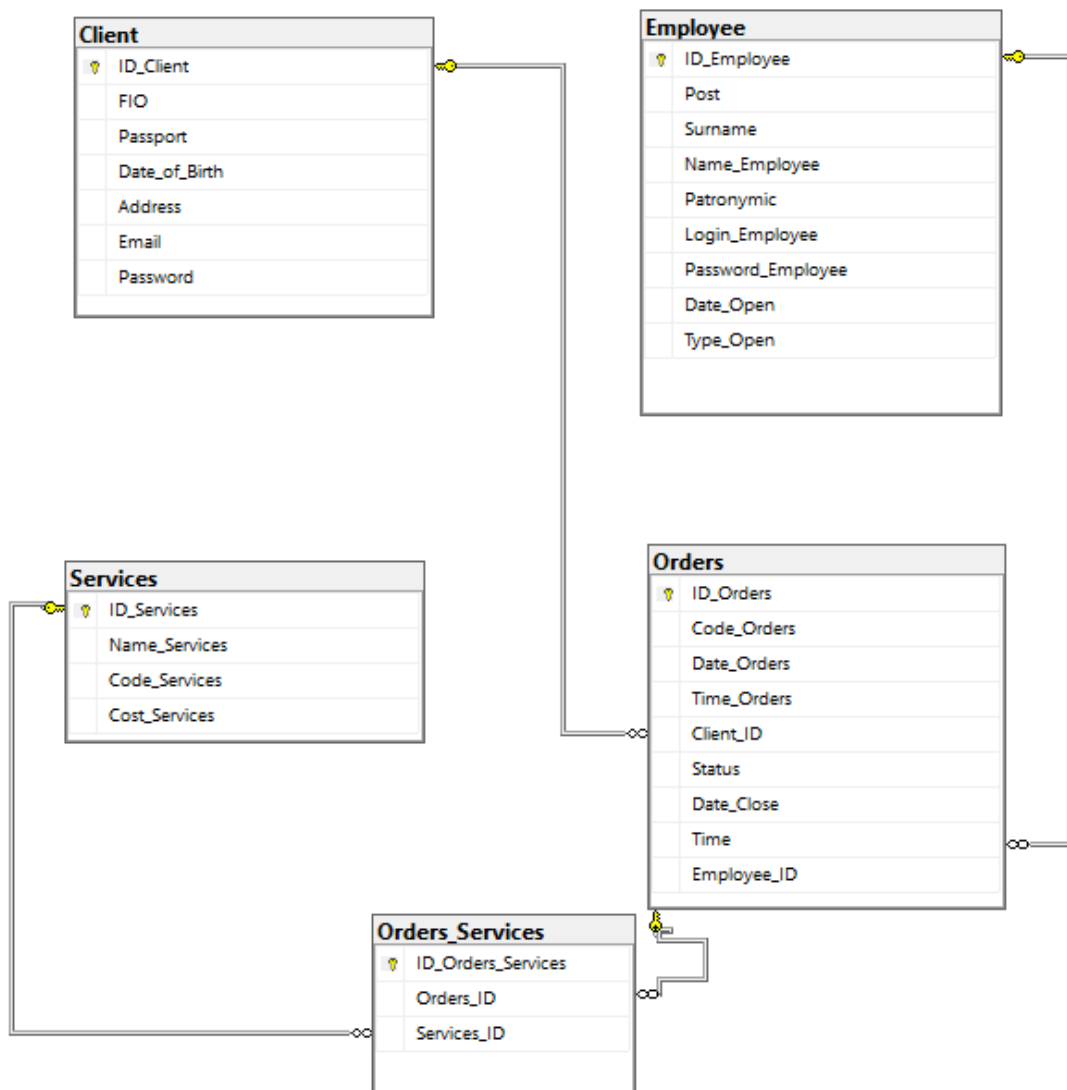 Client
ID_Client
FIO
Passport
Date_of_Birth
Address
Email
Password
Employee
ID_Employee
Post
Surname
Name_Employee
Patronymic
Login_Employee
Password_Employee
Date_Open
Type_Open
Services
ID_Services
Name_Services
Code_Services
Cost_Services
Orders
ID_Orders
Code_Orders
Date_Orders
Time_Orders
Client_ID
Status
Date_Close
Time
Employee_ID
Orders_Services
ID_Orders_Services
Orders_ID
Services_ID